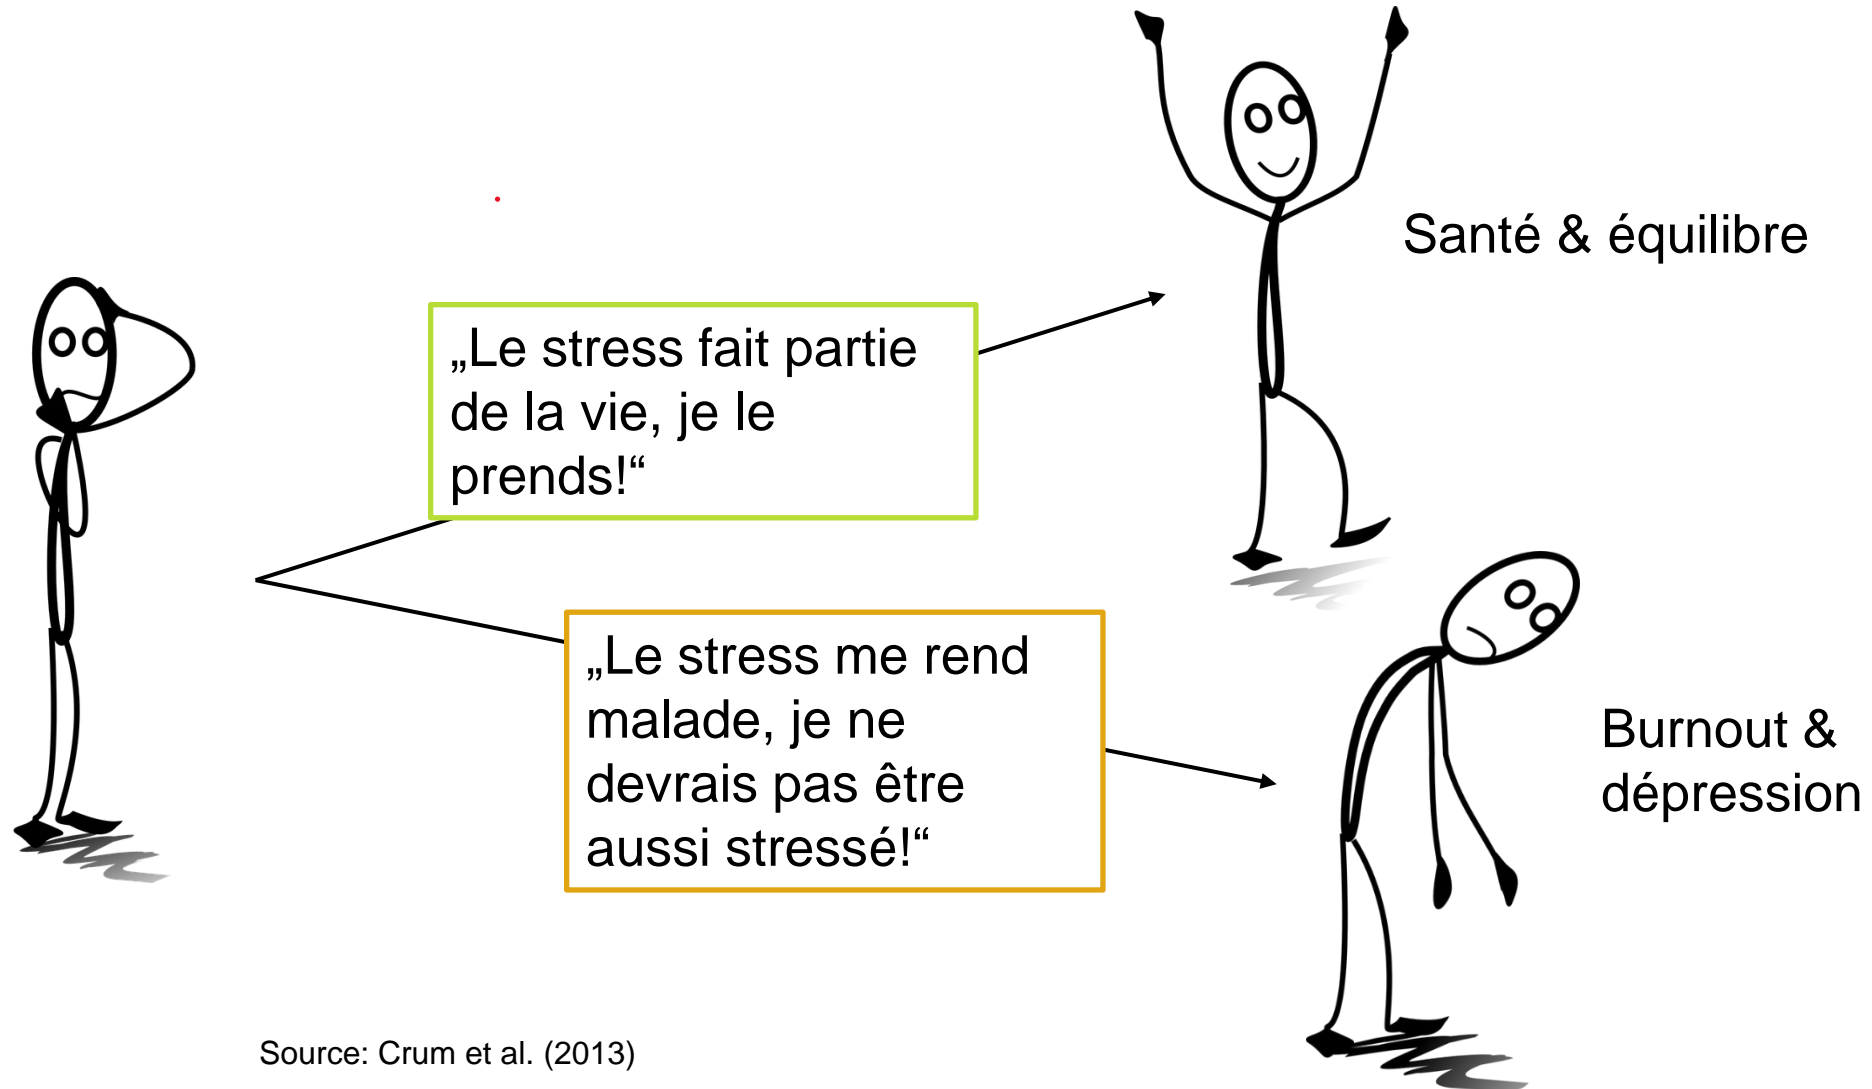 Santé & équilibre
„Le stress fait partie
de la vie, je le
prends!“
„Le stress me rend
malade, je ne
devrais pas être
aussi stressé!“
Burnout &
dépression
Source: Crum et al. (2013)